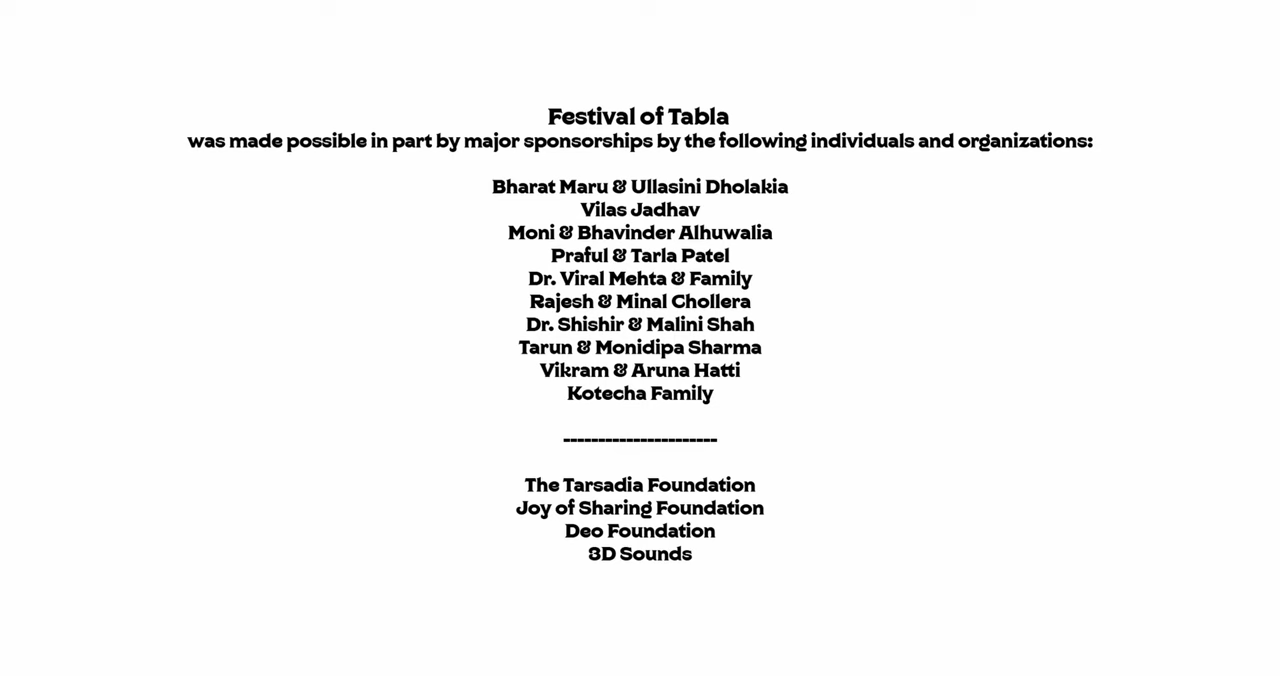 Festival of Tabla
was made possible in part by major sponsorships by the following individuals and organizations:
Bharat Maru & Ullasini Dholakia
Vilas Jadhav
Moni & Bhavinder Alhuwalia
Praful & Tarla Patel
Dr. Viral Mehta & Family
Rajesh & Minal Chollera
Dr. Shishir & Malini Shah
Tarun & Monidipa Sharma
Vikram & Aruna Hatti
Kotecha Family
----------------------
The Tarsadia Foundation
Joy of Sharing Foundation
Deo Foundation
3D Sounds